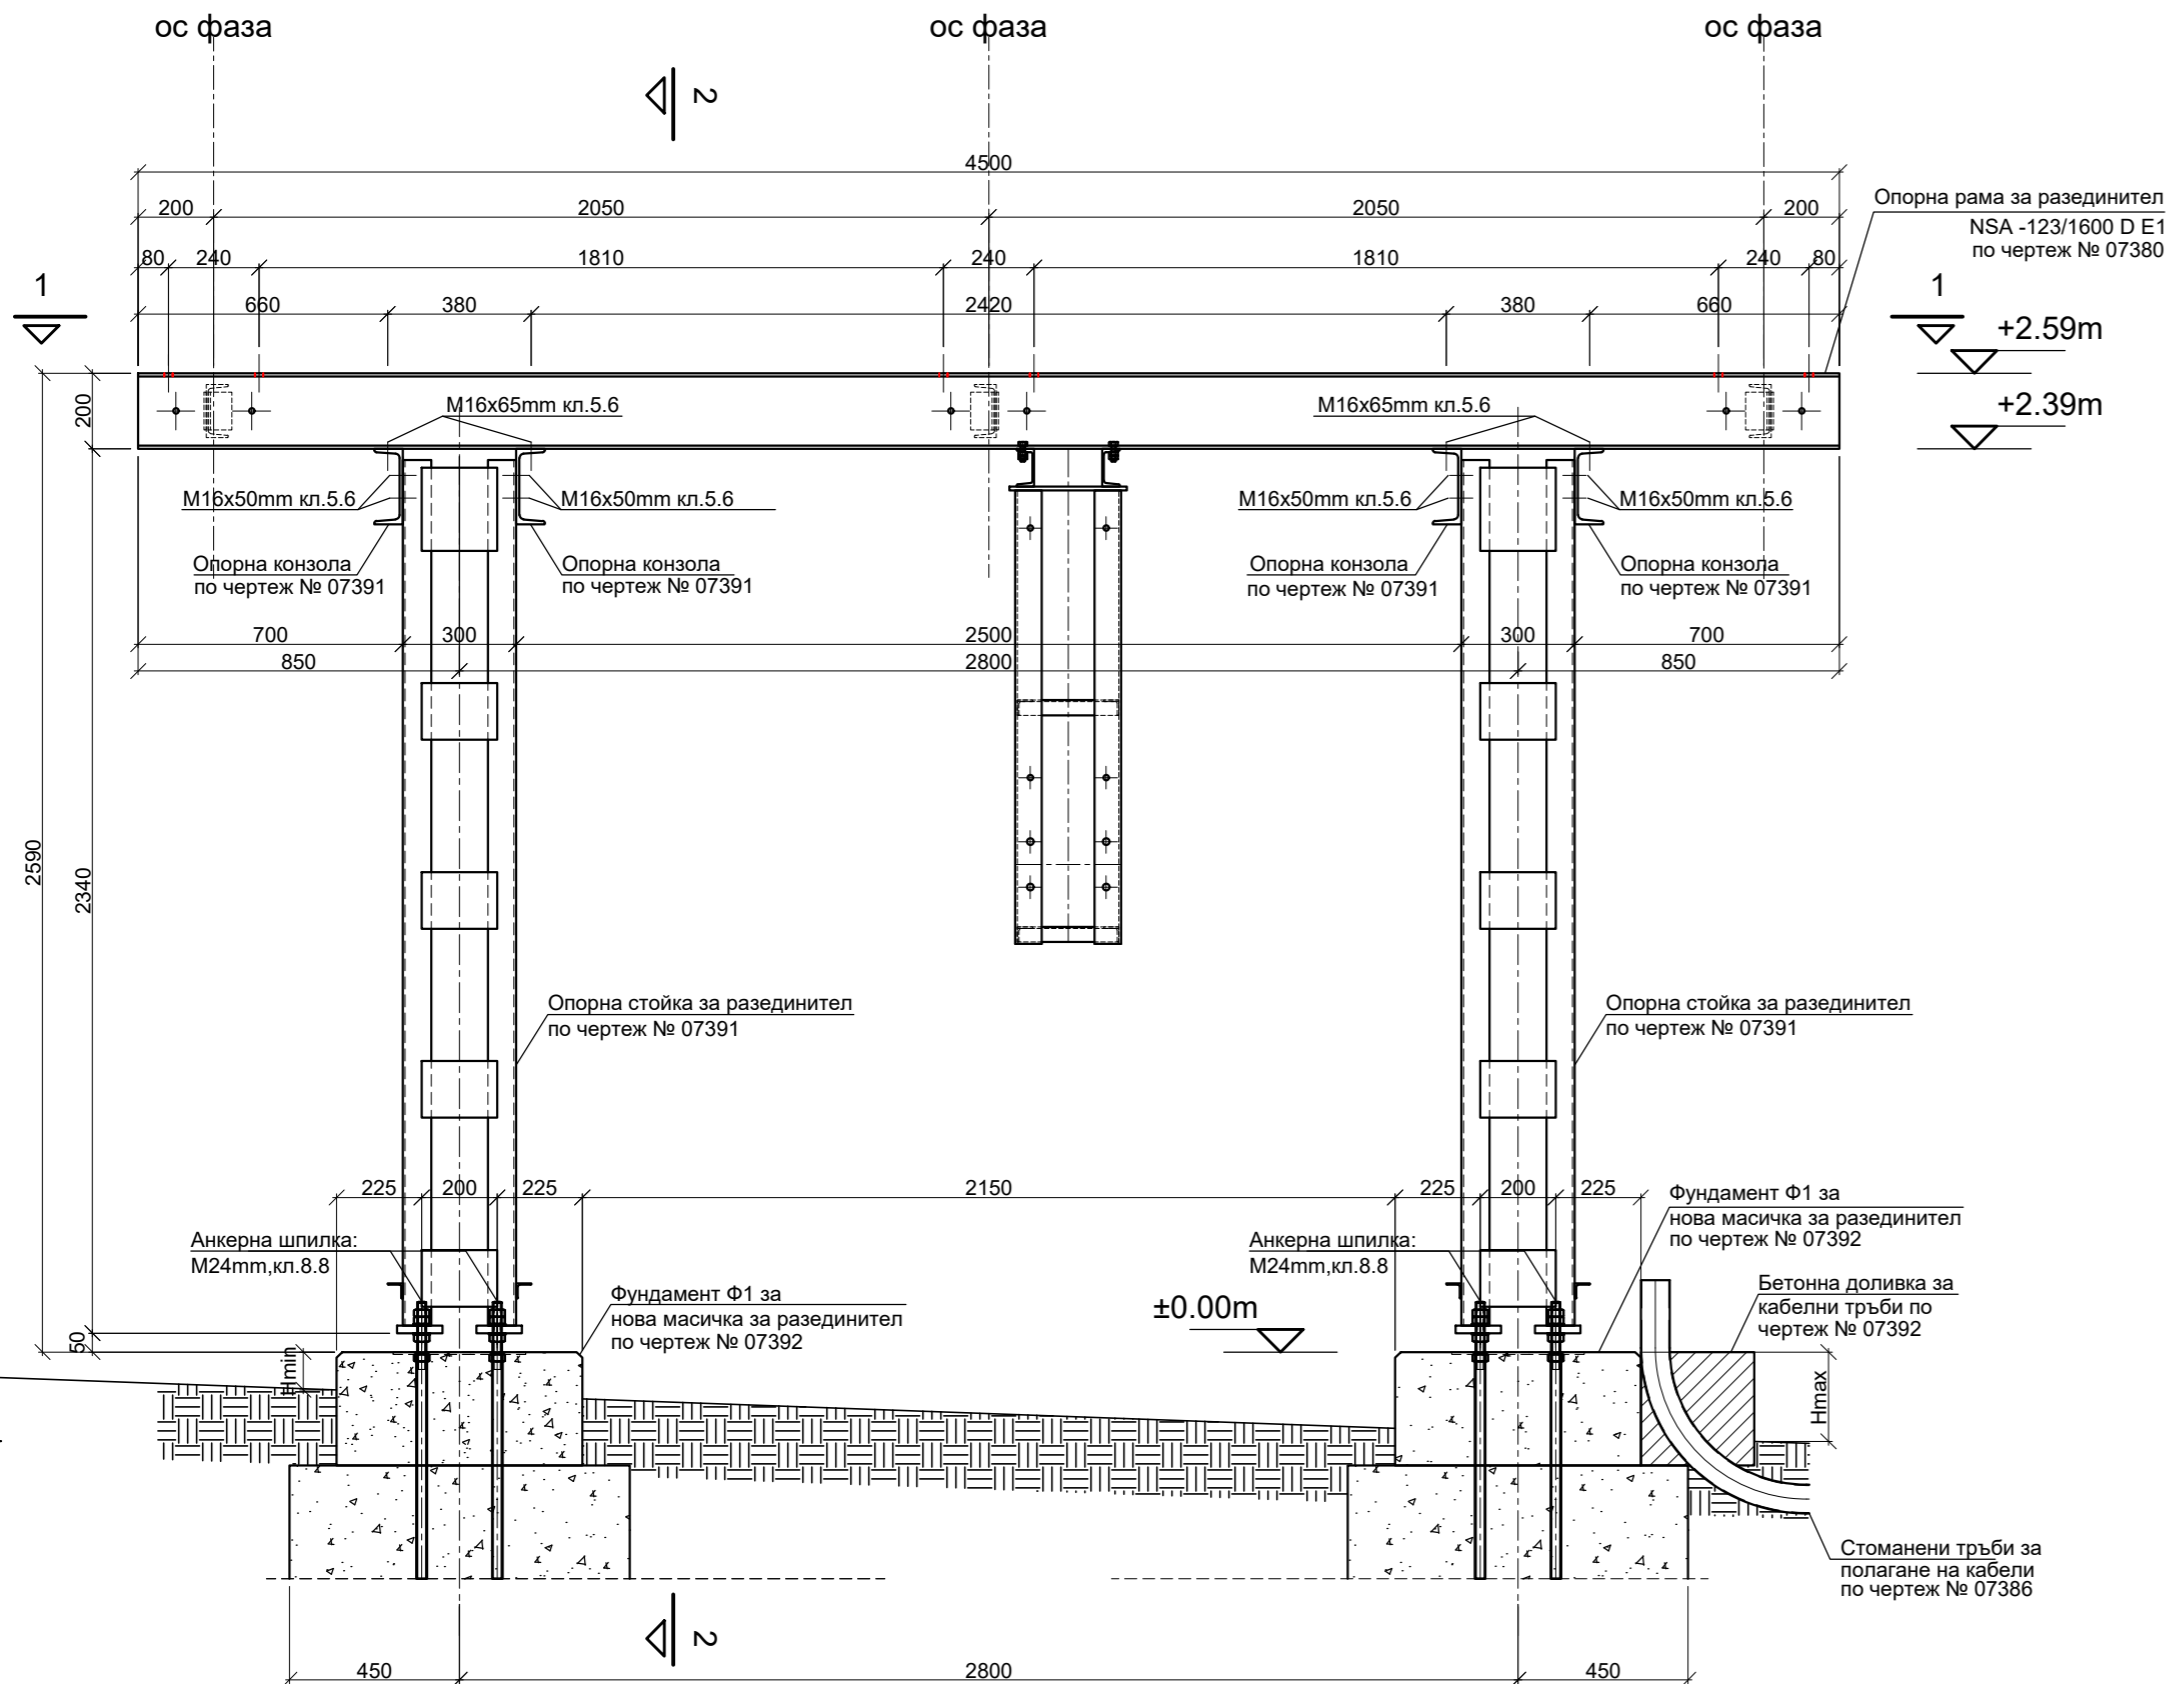 ос фаза
ос фаза
ос фаза
2
4500
200
2050
2050
200
Опорна рама за разединител
NSA -123/1600 D E1
по чертеж № 07380
80
240
1810
240
1810
240
80
1
660
380
2420
380
660
1
+2.59m
+2.39m
200
M16x65mm кл.5.6
M16x65mm кл.5.6
M16x50mm кл.5.6
M16x50mm кл.5.6
M16x50mm кл.5.6
M16x50mm кл.5.6
Опорна конзола
по чертеж № 07391
Опорна конзола
по чертеж № 07391
Опорна конзола
по чертеж № 07391
Опорна конзола
по чертеж № 07391
700
300
2500
300
700
850
2800
850
2590
2340
Опорна стойка за разединител
по чертеж № 07391
Опорна стойка за разединител
по чертеж № 07391
225
200
225
2150
225
200
225
Фундамент Ф1 за
нова масичка за разединител
по чертеж № 07392
Анкерна шпилка:
M24mm,кл.8.8
Анкерна шпилка:
M24mm,кл.8.8
Фундамент Ф1 за
нова масичка за разединител
по чертеж № 07392
±0.00m
Бетонна доливка за
кабелни тръби по
чертеж № 07392
50
Hmin
Hmax
Стоманени тръби за
полагане на кабели
по чертеж № 07386
2
450
2800
450